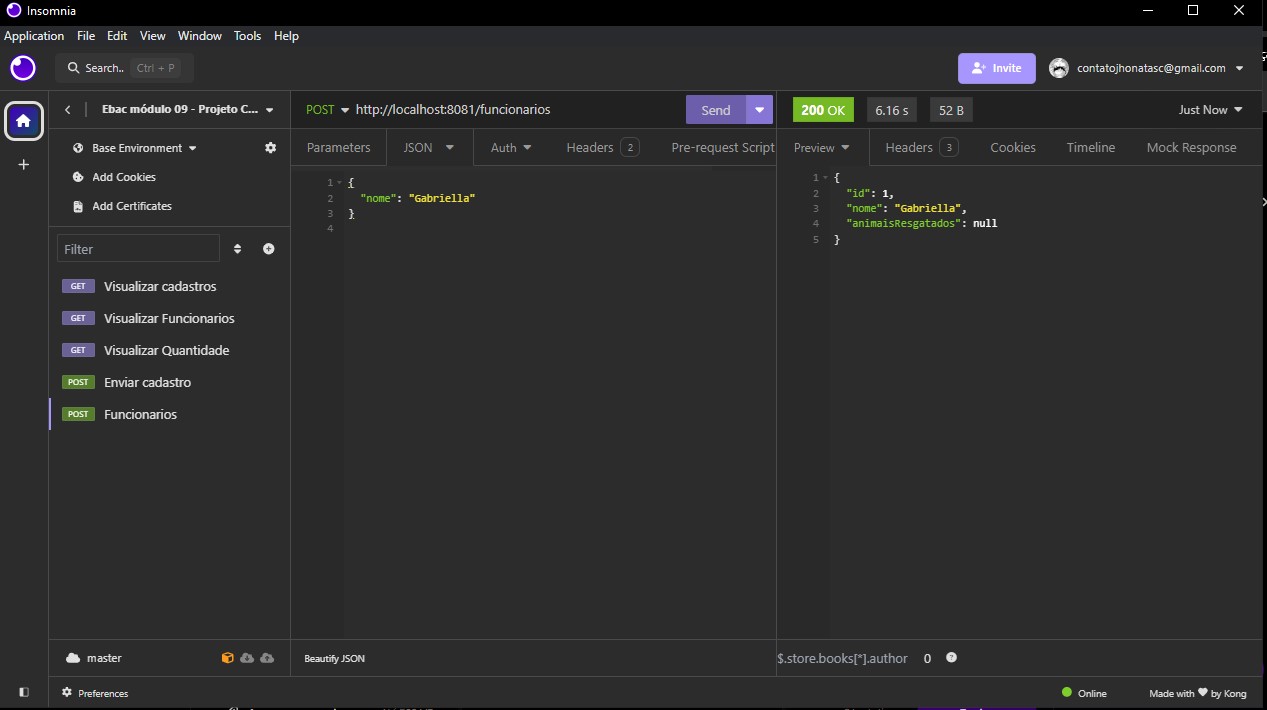 Insomnia
Application File Edit View Window Tools Help
Search.. Ctrl + P
Invite
contatojhonatasc@gmail.com
Ebac módulo 09 - Projeto C...
POST http://localhost:8081/funcionarios
Send
200 OK 6.16 s 52 B Just Now
Base Environment
Add Cookies
Add Certificates
Filter
GET Visualizar cadastros
GET Visualizar Funcionarios
GET Visualizar Quantidade
POST Enviar cadastro
POST Funcionarios
Parameters JSON Auth Headers 2 Pre-request Script
1 {
2 "nome": "Gabriella"
3 }
4
Preview Headers 3 Cookies Timeline Mock Response
1 {
2 "id": 1,
3 "nome": "Gabriella",
4 "animaisResgatados": null
5 }
master
Beautify JSON
$.store.books[*].author 0 ?
Preferences
Online
Made with ♥ by Kong